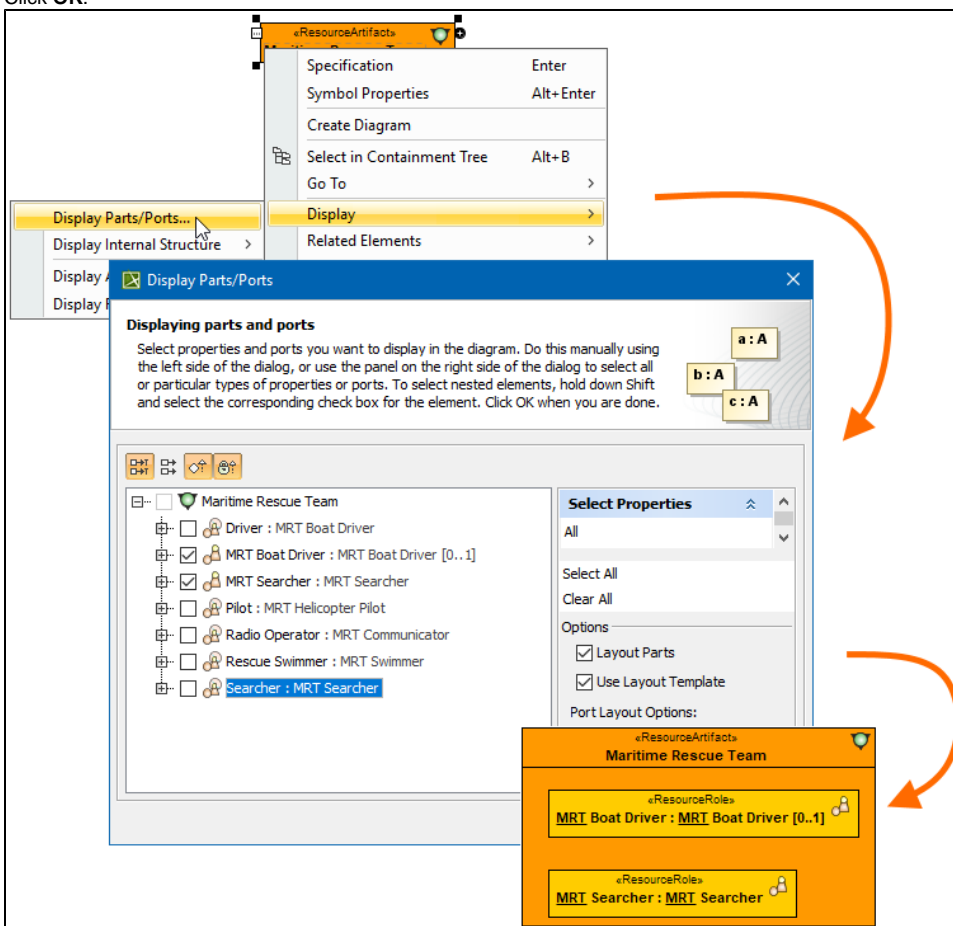 Click OK.
«ResourceArtifact»
Specification Enter
Symbol Properties Alt+Enter
Create Diagram
Select in Containment Tree Alt+B
Go To >
Display >
Related Elements >
Display Parts/Ports...
Display Internal Structure >
Display
Display
Display Parts/Ports
Displaying parts and ports
Select properties and ports you want to display in the diagram. Do this manually using
the left side of the dialog, or use the panel on the right side of the dialog to select all
or particular types of properties or ports. To select nested elements, hold down Shift
and select the corresponding check box for the element. Click OK when you are done.
a : A
b : A
c : A
Maritime Rescue Team
Driver : MRT Boat Driver
MRT Boat Driver : MRT Boat Driver [0..1]
MRT Searcher : MRT Searcher
Pilot : MRT Helicopter Pilot
Radio Operator : MRT Communicator
Rescue Swimmer : MRT Swimmer
Searcher : MRT Searcher
Select Properties
All
Select All
Clear All
Options
Layout Parts
Use Layout Template
Port Layout Options:
«ResourceArtifact»
Maritime Rescue Team
«ResourceRole»
MRT Boat Driver : MRT Boat Driver [0..1]
«ResourceRole»
MRT Searcher : MRT Searcher